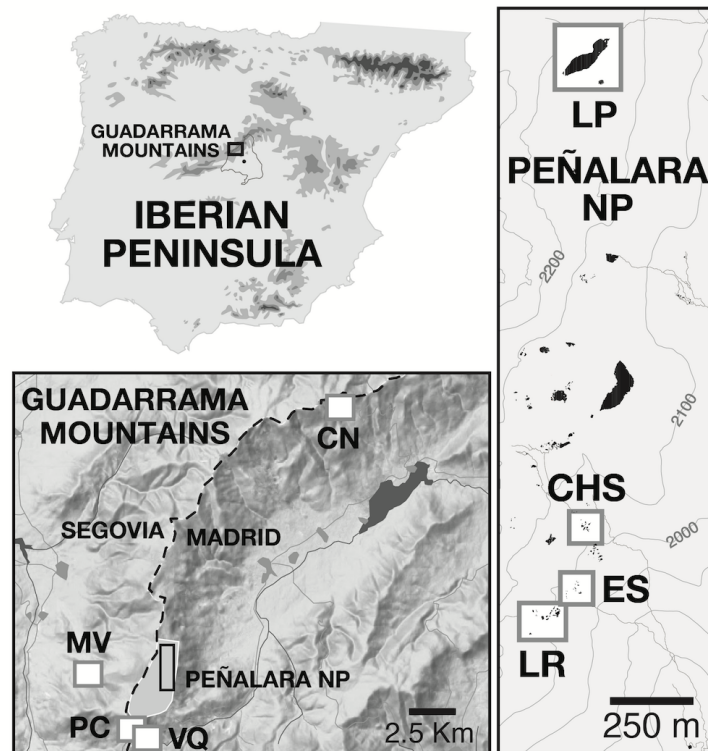 GUADARRAMA
MOUNTAINS
IBERIAN
PENINSULA
GUADARRAMA
MOUNTAINS
CN
SEGOVIA
MADRID
MV
PEÑALARA NP
PC
VQ
2.5 Km
LP
PEÑALARA
NP
2200
2100
CHS
2000
ES
LR
250 m